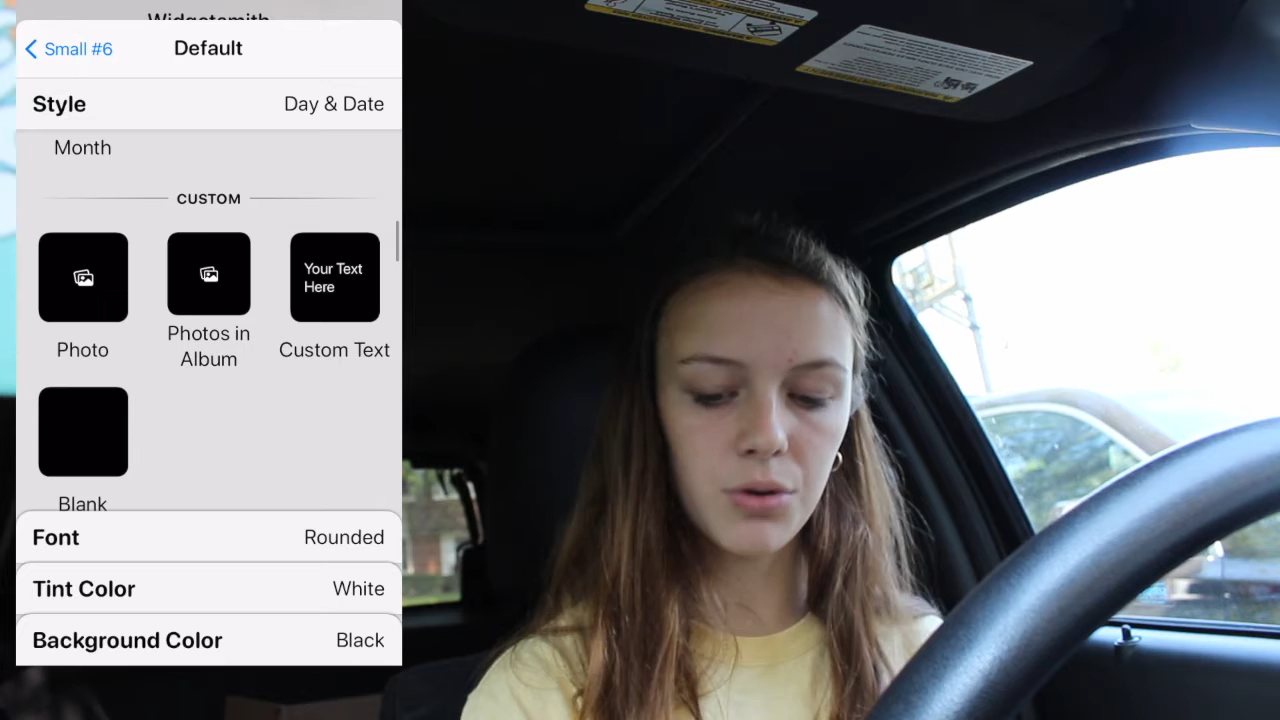 Widgetsmith
Small #6
Default
Style
Day & Date
Month
CUSTOM
Your Text
Here
Photo
Photos in
Album
Custom Text
Blank
Font
Rounded
Tint Color
White
Background Color
Black